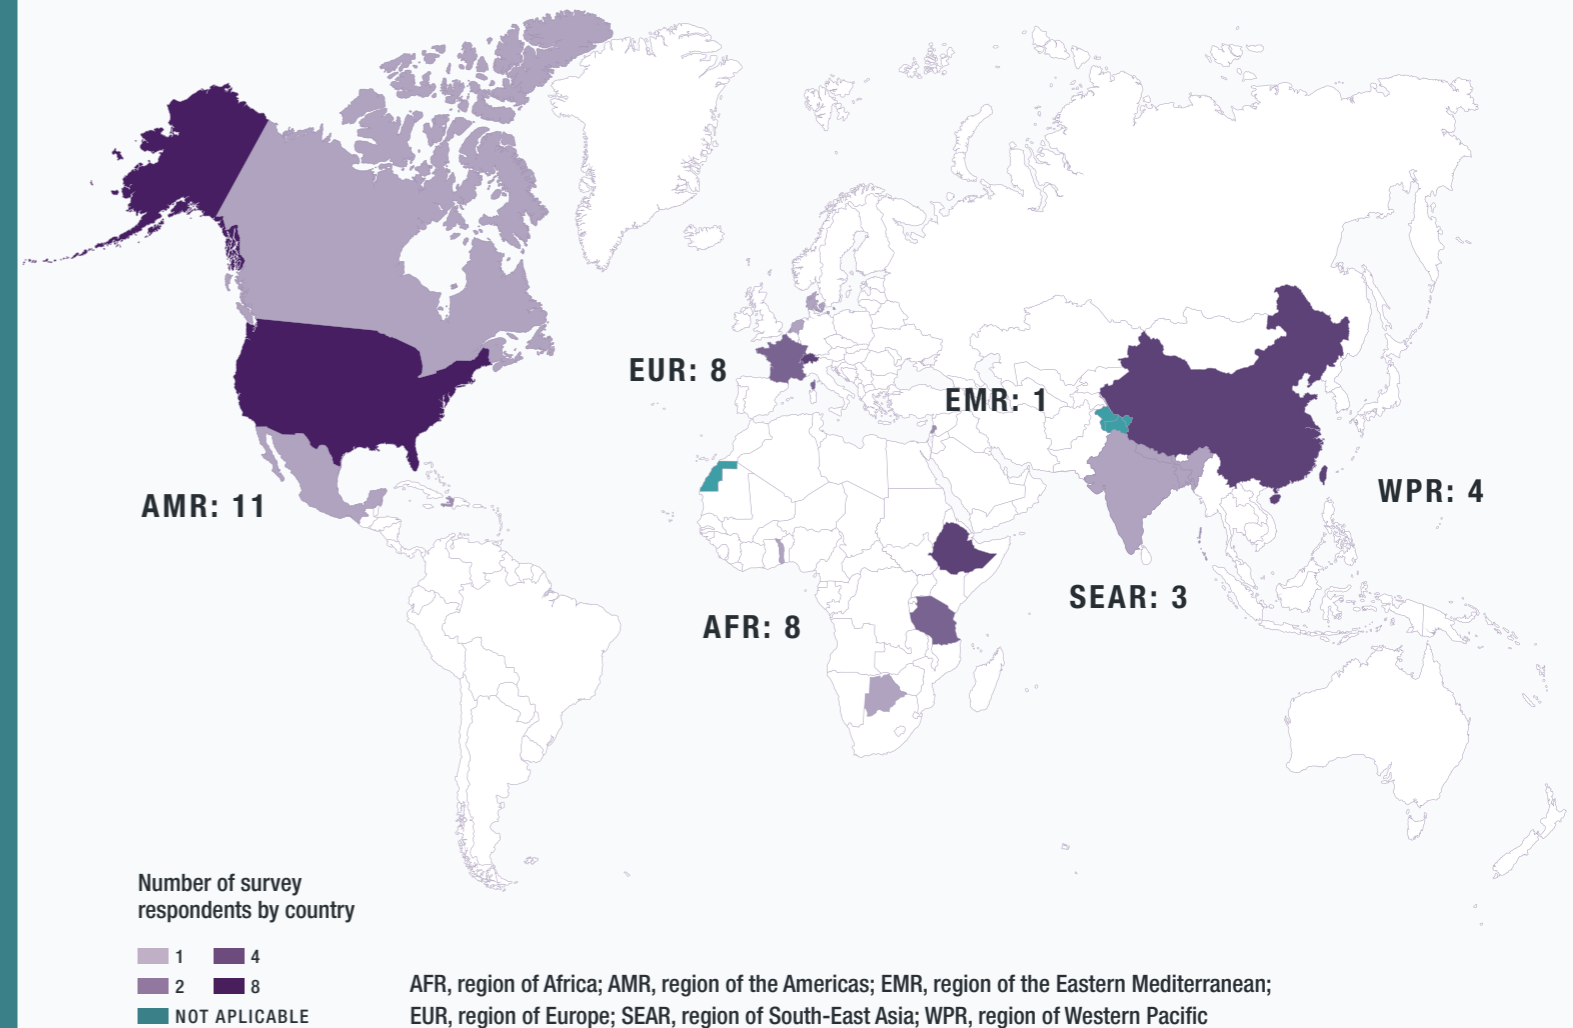 EUR: 8
EMR: 1
AMR: 11
WPR: 4
SEAR: 3
AFR: 8
Number of survey
respondents by country
1 4
2 8
NOT APLICABLE
AFR, region of Africa; AMR, region of the Americas; EMR, region of the Eastern Mediterranean;
EUR, region of Europe; SEAR, region of South-East Asia; WPR, region of Western Pacific